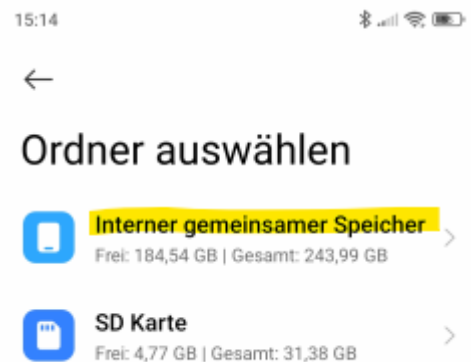 15:14
Ordner auswählen
Interner gemeinsamer Speicher
Frei: 184,54 GB | Gesamt: 243,99 GB
SD Karte
Frei: 4,77 GB | Gesamt: 31,38 GB